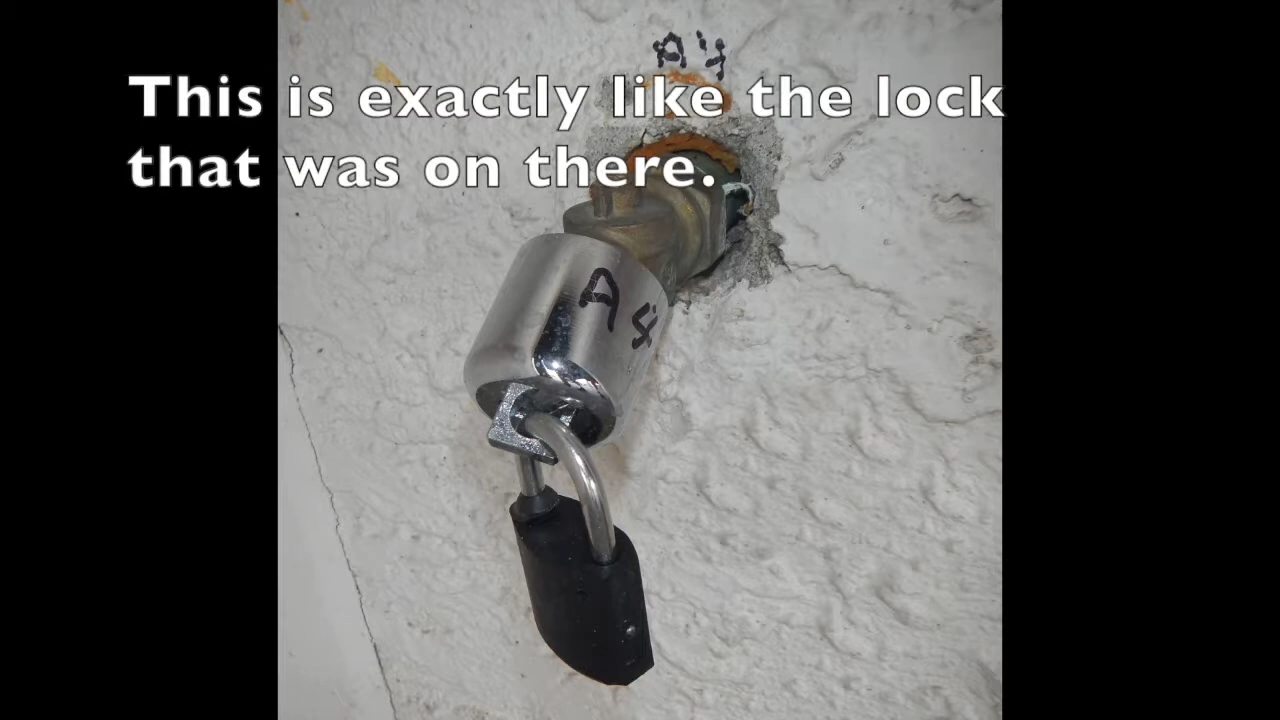 A4
This is exactly like the lock
that was on there.
A4